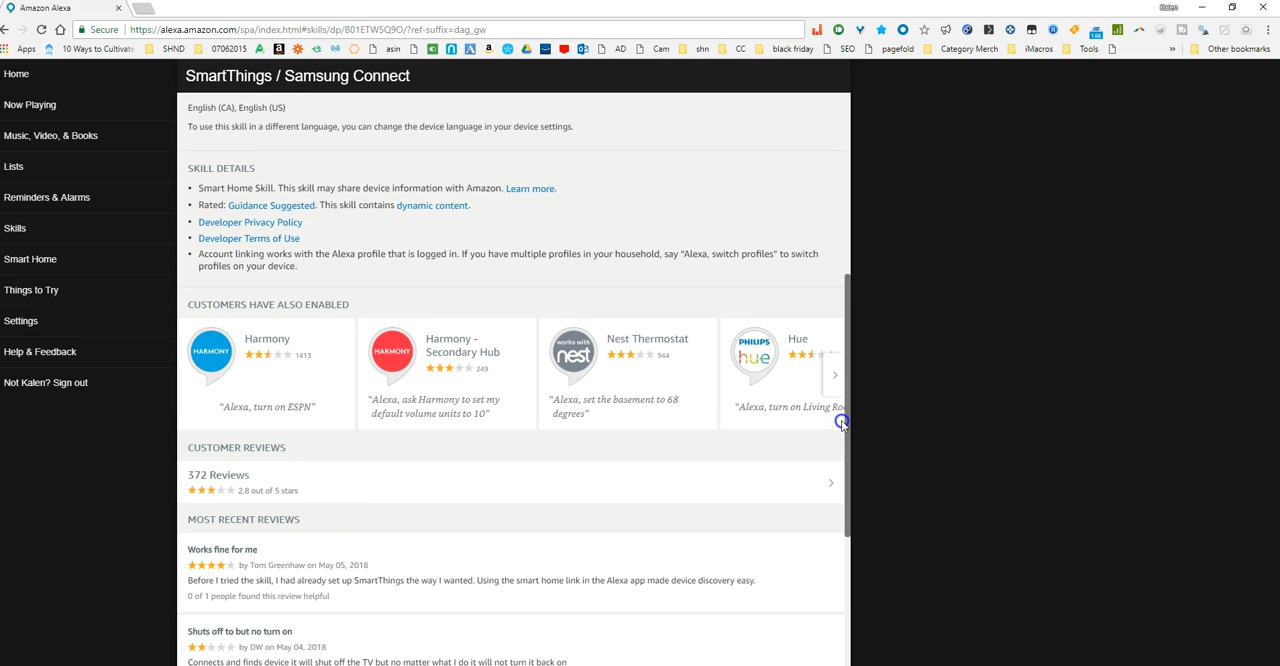 Amazon Alexa
Kalen
Secure https://alexa.amazon.com/spa/index.html#skills/dp/B01ETW5Q9O/?ref-suffix=dag_gw
1.66
Apps 10 Ways to Cultivate SHND 07062015 asin AD Cam shn CC black friday SEO pagefold Category Merch iMacros Tools » Other bookmarks
Home
Now Playing
Music, Video, & Books
Lists
Reminders & Alarms
Skills
Smart Home
Things to Try
Settings
Help & Feedback
Not Kalen? Sign out
SmartThings / Samsung Connect
English (CA), English (US)
To use this skill in a different language, you can change the device language in your device settings.
SKILL DETAILS
• Smart Home Skill. This skill may share device information with Amazon. Learn more.
• Rated: Guidance Suggested. This skill contains dynamic content.
• Developer Privacy Policy
• Developer Terms of Use
• Account linking works with the Alexa profile that is logged in. If you have multiple profiles in your household, say "Alexa, switch profiles" to switch
profiles on your device.
CUSTOMERS HAVE ALSO ENABLED
HARMONY
Harmony
1413
"Alexa, turn on ESPN"
HARMONY
Harmony -
Secondary Hub
249
"Alexa, ask Harmony to set my
default volume units to 10"
works with
nest
Nest Thermostat
944
"Alexa, set the basement to 68
degrees"
PHILIPS
hue
Hue
"Alexa, turn on Living Roo
CUSTOMER REVIEWS
372 Reviews
2.8 out of 5 stars
MOST RECENT REVIEWS
Works fine for me
by Tom Greenhaw on May 05, 2018
Before I tried the skill, I had already set up SmartThings the way I wanted. Using the smart home link in the Alexa app made device discovery easy.
0 of 1 people found this review helpful
Shuts off to but no turn on
by DW on May 04, 2018
Connects and finds device it will shut off the TV but no matter what I do it will not turn it back on